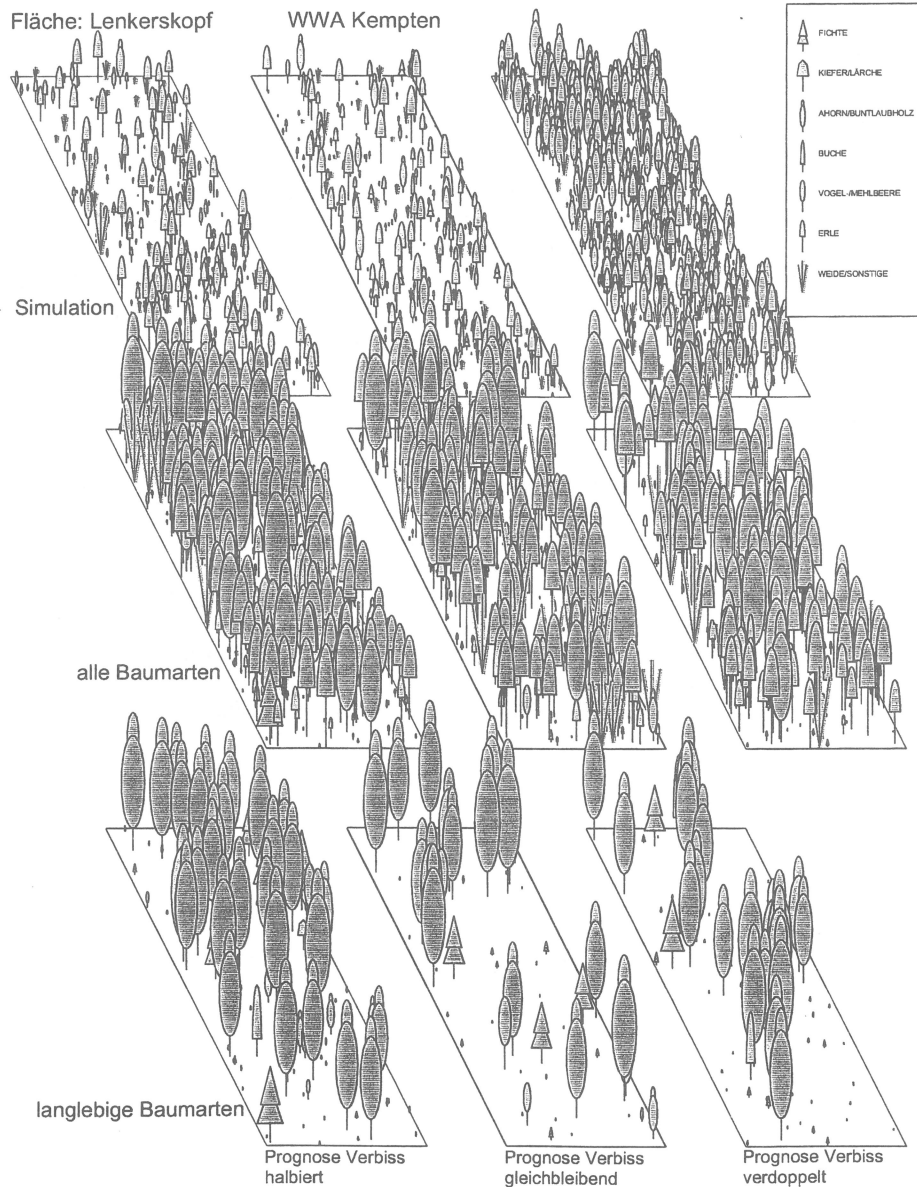 Fläche: Lenkerskopf WWA Kempten
FICHTE
KIEFER/LÄRCHE
AHORN/BUNTLAUBHOLZ
BUCHE
VOGEL-/MEHLBEERE
ERLE
WEIDE/SONSTIGE
Simulation
alle Baumarten
langlebige Baumarten
Prognose Verbiss
halbiert
Prognose Verbiss
gleichbleibend
Prognose Verbiss
verdoppelt